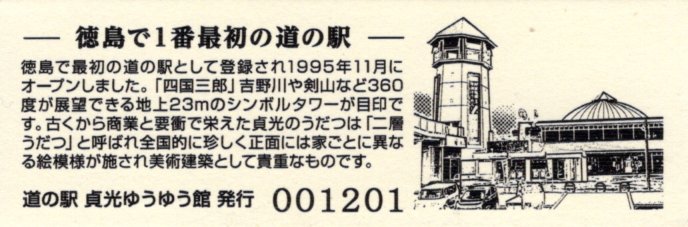 徳島で1番最初の道の駅
徳島で最初の道の駅として登録され1995年11月に
オープンしました。「四国三郎」吉野川や剣山など360
度が展望できる地上23mのシンボルタワーが目印で
す。古くから商業と要衝で栄えた貞光のうだつは「二層
うだつ」と呼ばれ全国的に珍しく正面には家ごとに異な
る絵模様が施され美術建築として貴重なものです。
道の駅 貞光ゆうゆう館 発行 001201